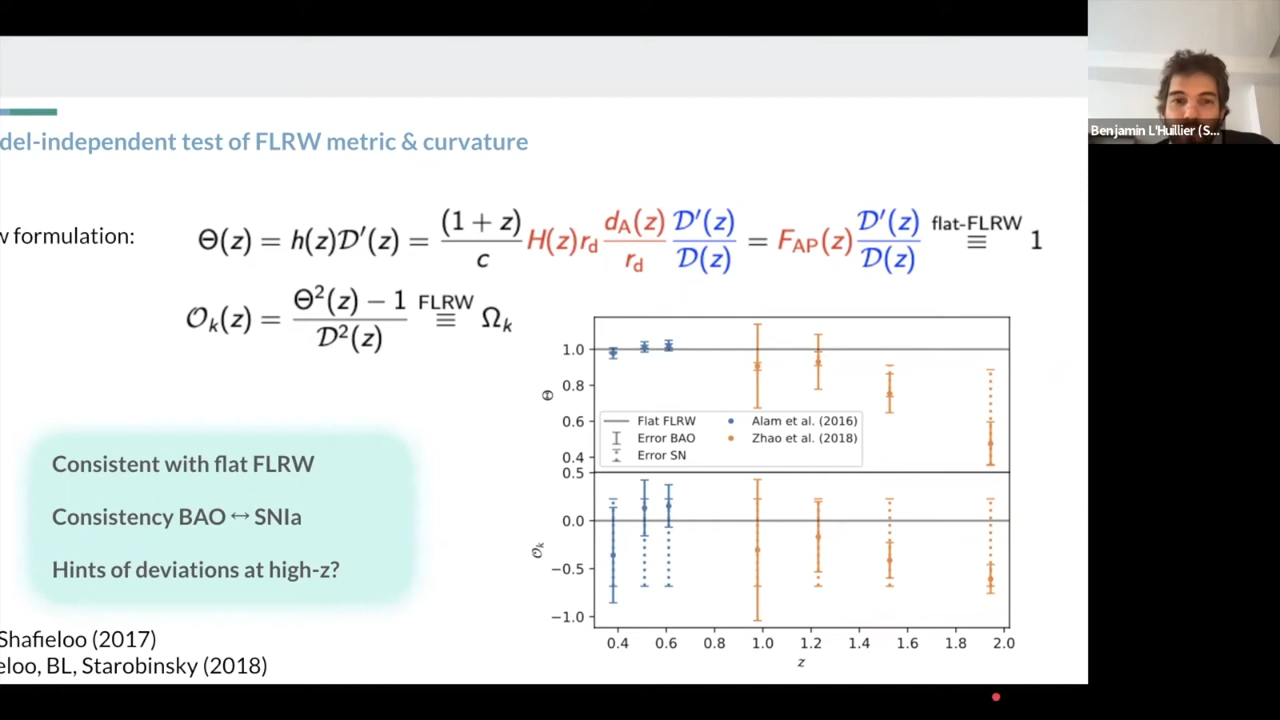 del-independent test of FLRW metric & curvature
w formulation:
Θ(z) = h(z)𝒟′(z) = (1 + z)/c H(z)r_d d_A(z)/r_d 𝒟′(z)/𝒟(z) = F_AP(z) 𝒟′(z)/𝒟(z) flat-FLRW ≡ 1
𝒪_k(z) = Θ²(z) − 1/𝒟²(z) FLRW ≡ Ω_k
Consistent with flat FLRW
Consistency BAO ↔ SNIa
Hints of deviations at high-z?
Shafieloo (2017)
eloo, BL, Starobinsky (2018)
1.0
0.8
0.6
0.4
Θ
Flat FLRW
Error BAO
Error SN
Alam et al. (2016)
Zhao et al. (2018)
0.5
0.0
−0.5
−1.0
𝒪_k
0.4 0.6 0.8 1.0 1.2 1.4 1.6 1.8 2.0
z
Benjamin L'Huillier (S...